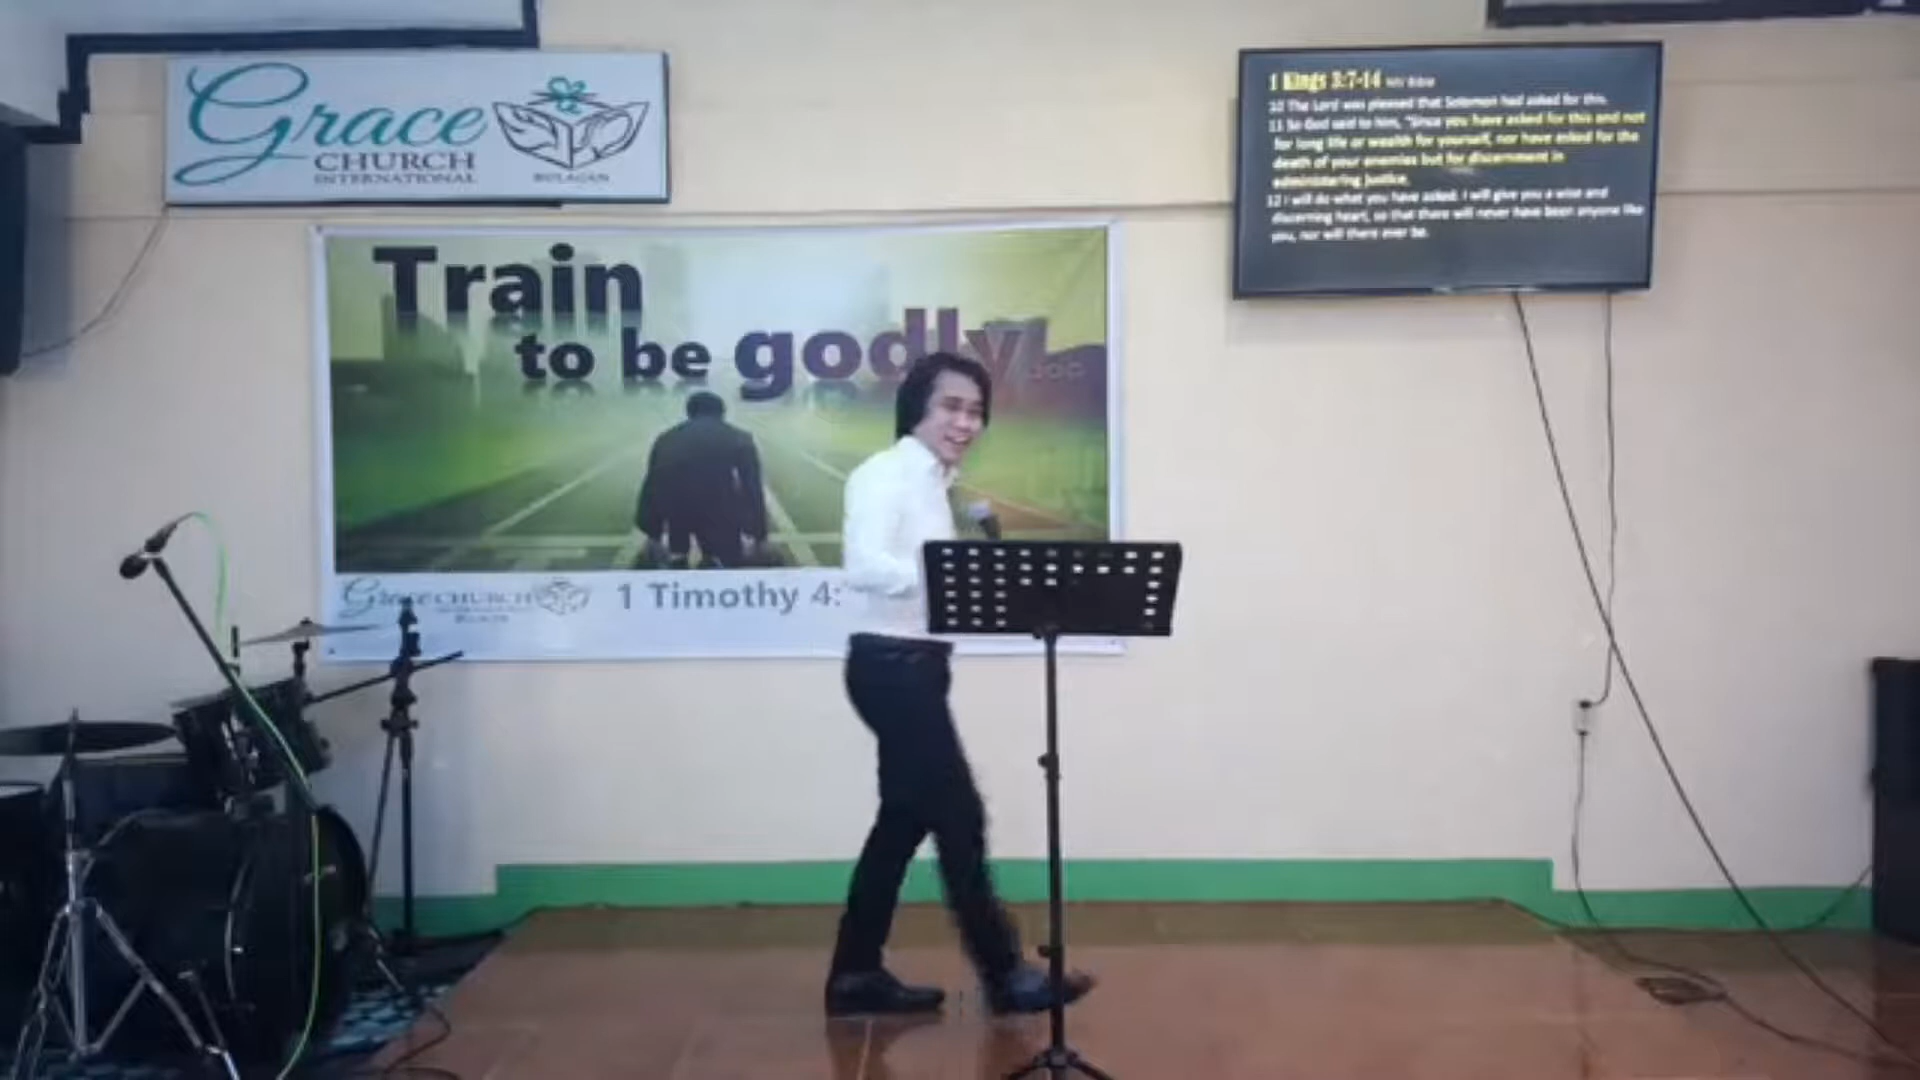 Grace
CHURCH
INTERNATIONAL
BULACAN
1 Kings 3:7-14 NIV Bible
10 The Lord was pleased that Solomon had asked for this.
11 So God said to him, "Since you have asked for this and not
for long life or wealth for yourself, nor have asked for the
death of your enemies but for discernment in
administering justice,
12 I will do what you have asked. I will give you a wise and
discerning heart, so that there will never have been anyone like
you, nor will there ever be.
Train
to be godly
Grace CHURCH
1 Timothy 4: